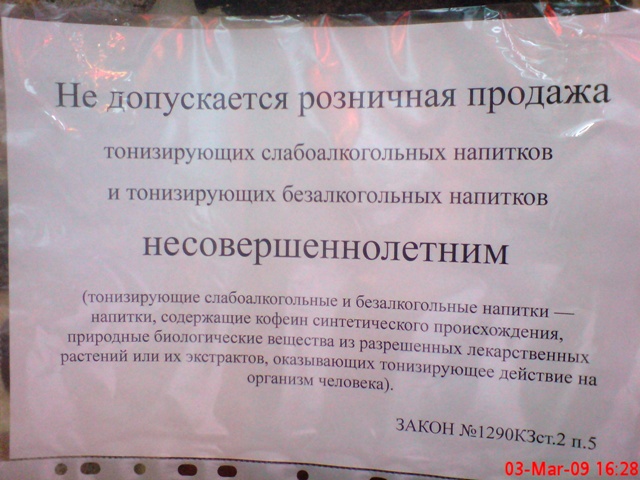 Не допускается розничная продажа
тонизирующих слабоалкогольных напитков
и тонизирующих безалкогольных напитков
несовершеннолетним
(тонизирующие слабоалкогольные и безалкогольные напитки —
напитки, содержащие кофеин синтетического происхождения,
природные биологические вещества из разрешенных лекарственных
растений или их экстрактов, оказывающих тонизирующее действие на
организм человека).
ЗАКОН №1290КЗст.2 п.5
03-Mar-09 16:28